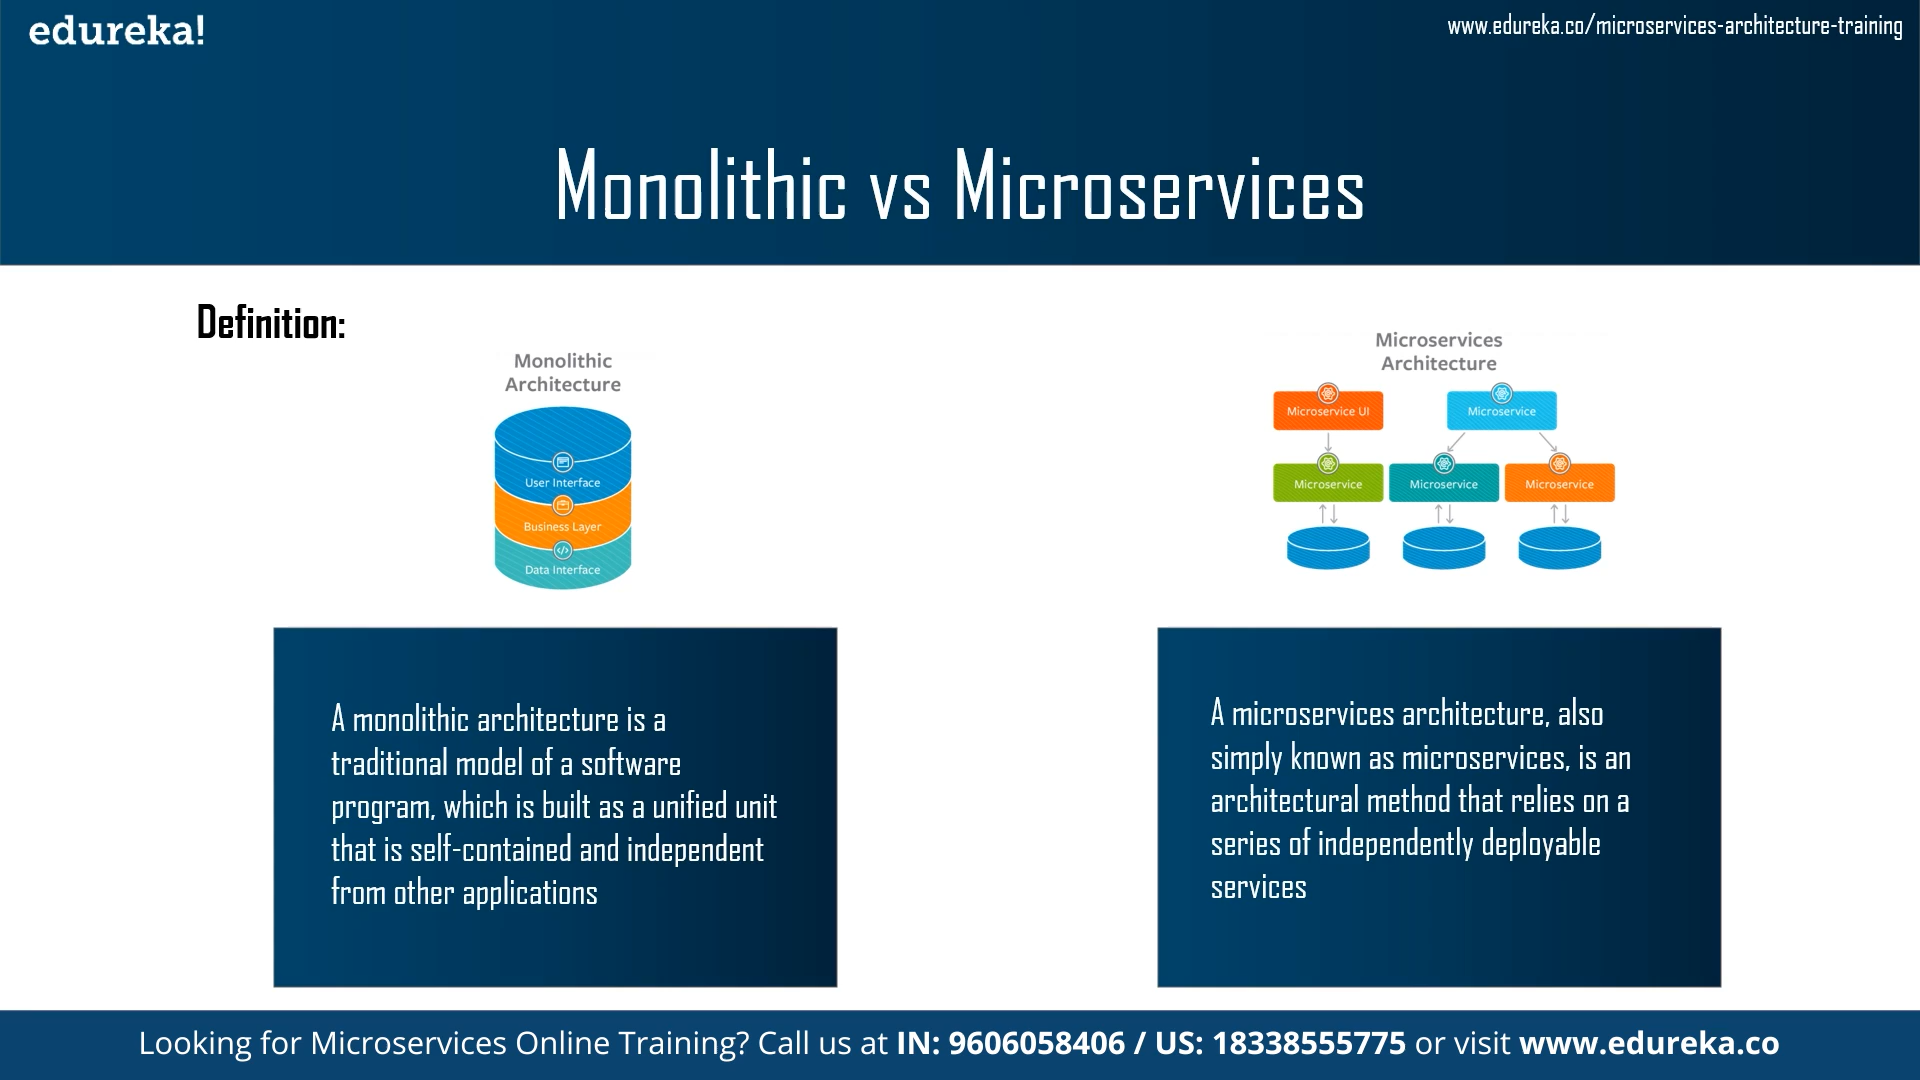 edureka!
www.edureka.co/microservices-architecture-training
Monolithic vs Microservices
Definition:
Monolithic
Architecture
User Interface
Business Layer
Data Interface
Microservices
Architecture
Microservice UI
Microservice
Microservice
Microservice
Microservice
A monolithic architecture is a
traditional model of a software
program, which is built as a unified unit
that is self-contained and independent
from other applications
A microservices architecture, also
simply known as microservices, is an
architectural method that relies on a
series of independently deployable
services
Looking for Microservices Online Training? Call us at IN: 9606058406 / US: 18338555775 or visit www.edureka.co